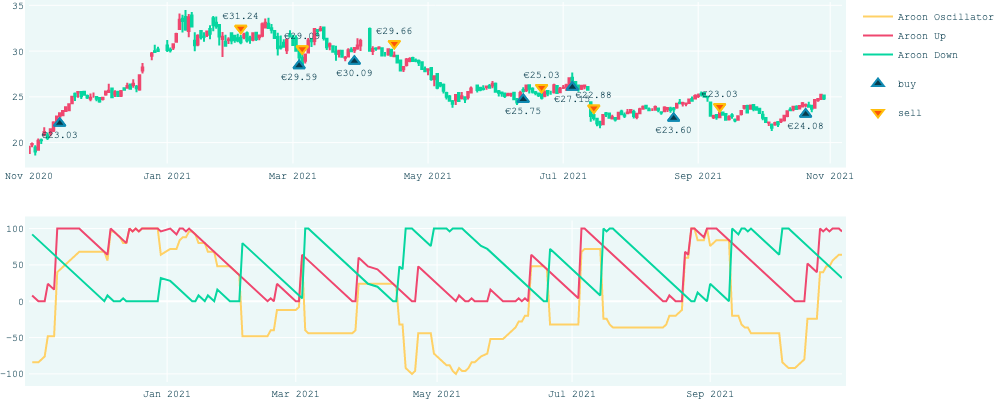 35
30
25
20
€23.03
€31.24
€29.09
€29.59
€30.09
€29.66
€25.75
€25.03
€27.15
€22.88
€23.60
€23.03
€24.08
Nov 2020
Jan 2021
Mar 2021
May 2021
Jul 2021
Sep 2021
Nov 2021
Aroon Oscillator
Aroon Up
Aroon Down
buy
sell
100
50
0
−50
−100
Jan 2021
Mar 2021
May 2021
Jul 2021
Sep 2021